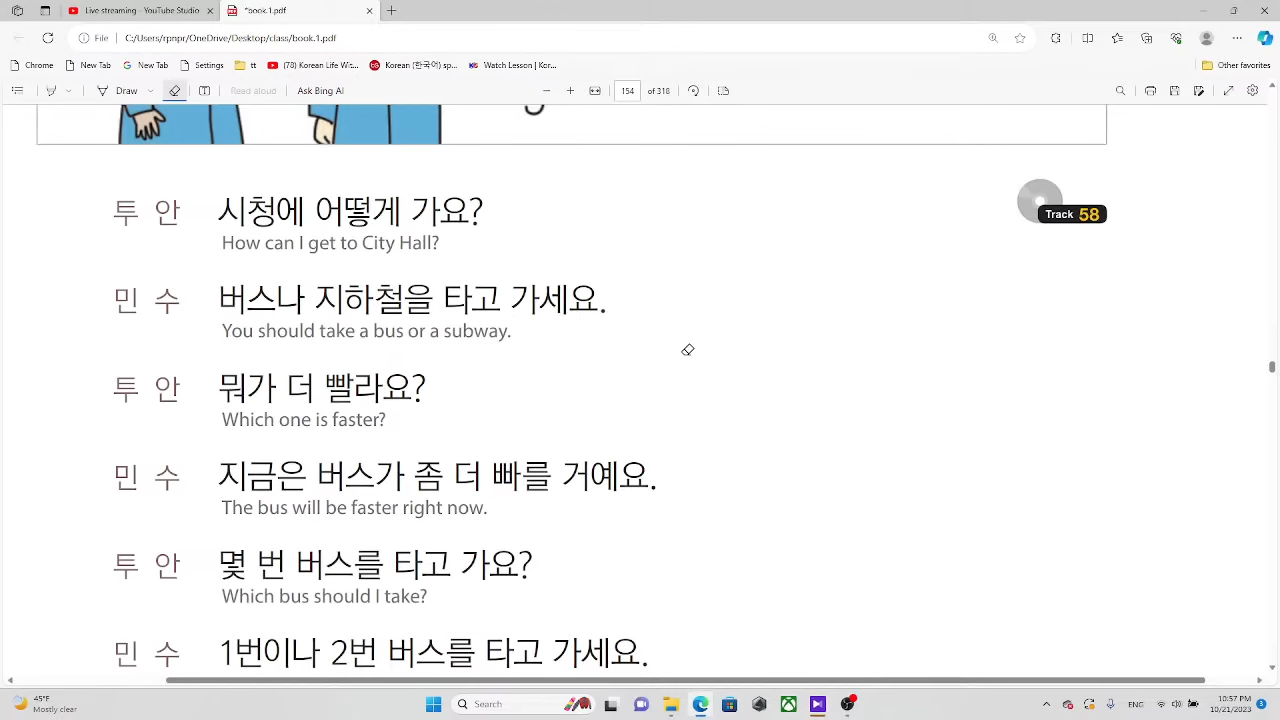 Live streaming - YouTube Studio
*book.1.pdf
File C:/Users/rpnpr/OneDrive/Desktop/class/book.1.pdf
Chrome New Tab New Tab Settings tt (78) Korean Life Wir... Korean (한국어) sp... Watch Lesson | Kor... Other favorites
Draw Read aloud Ask Bing AI 154 of 318
투 안 시청에 어떻게 가요?
How can I get to City Hall?
Track 58
민 수 버스나 지하철을 타고 가세요.
You should take a bus or a subway.
투 안 뭐가 더 빨라요?
Which one is faster?
민 수 지금은 버스가 좀 더 빠를 거예요.
The bus will be faster right now.
투 안 몇 번 버스를 타고 가요?
Which bus should I take?
민 수 1번이나 2번 버스를 타고 가세요.
45°F
Mostly clear
Search
ENG
10:57 PM
10/21/2023